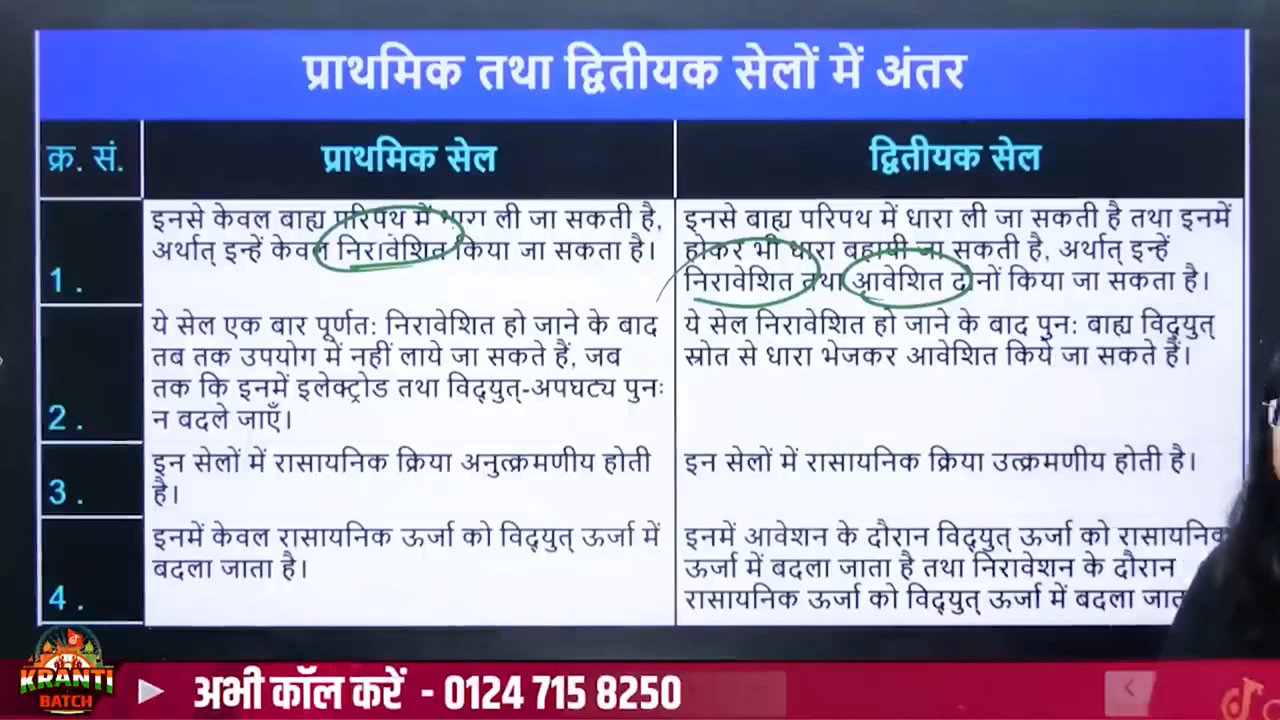 प्राथमिक तथा द्वितीयक सेलों में अंतर
क्र. सं.
प्राथमिक सेल
द्वितीयक सेल
1.
इनसे केवल बाह्य परिपथ में धारा ली जा सकती है,
अर्थात् इन्हें केवल निरावेशित किया जा सकता है।
इनसे बाह्य परिपथ में धारा ली जा सकती है तथा इनमें
होकर भी धारा बहायी जा सकती है, अर्थात् इन्हें
निरावेशित तथा आवेशित दोनों किया जा सकता है।
2.
ये सेल एक बार पूर्णत: निरावेशित हो जाने के बाद
तब तक उपयोग में नहीं लाये जा सकते हैं, जब
तक कि इनमें इलेक्ट्रोड तथा विद्युत्-अपघट्य पुनः
न बदले जाएँ।
ये सेल निरावेशित हो जाने के बाद पुन: बाह्य विद्युत्
स्रोत से धारा भेजकर आवेशित किये जा सकते हैं।
3.
इन सेलों में रासायनिक क्रिया अनुत्क्रमणीय होती
है।
इन सेलों में रासायनिक क्रिया उत्क्रमणीय होती है।
4.
इनमें केवल रासायनिक ऊर्जा को विद्युत् ऊर्जा में
बदला जाता है।
इनमें आवेशन के दौरान विद्युत् ऊर्जा को रासायनिक
ऊर्जा में बदला जाता है तथा निरावेशन के दौरान
रासायनिक ऊर्जा को विद्युत् ऊर्जा में बदला जात
KRANTI
BATCH
अभी कॉल करें - 0124 715 8250